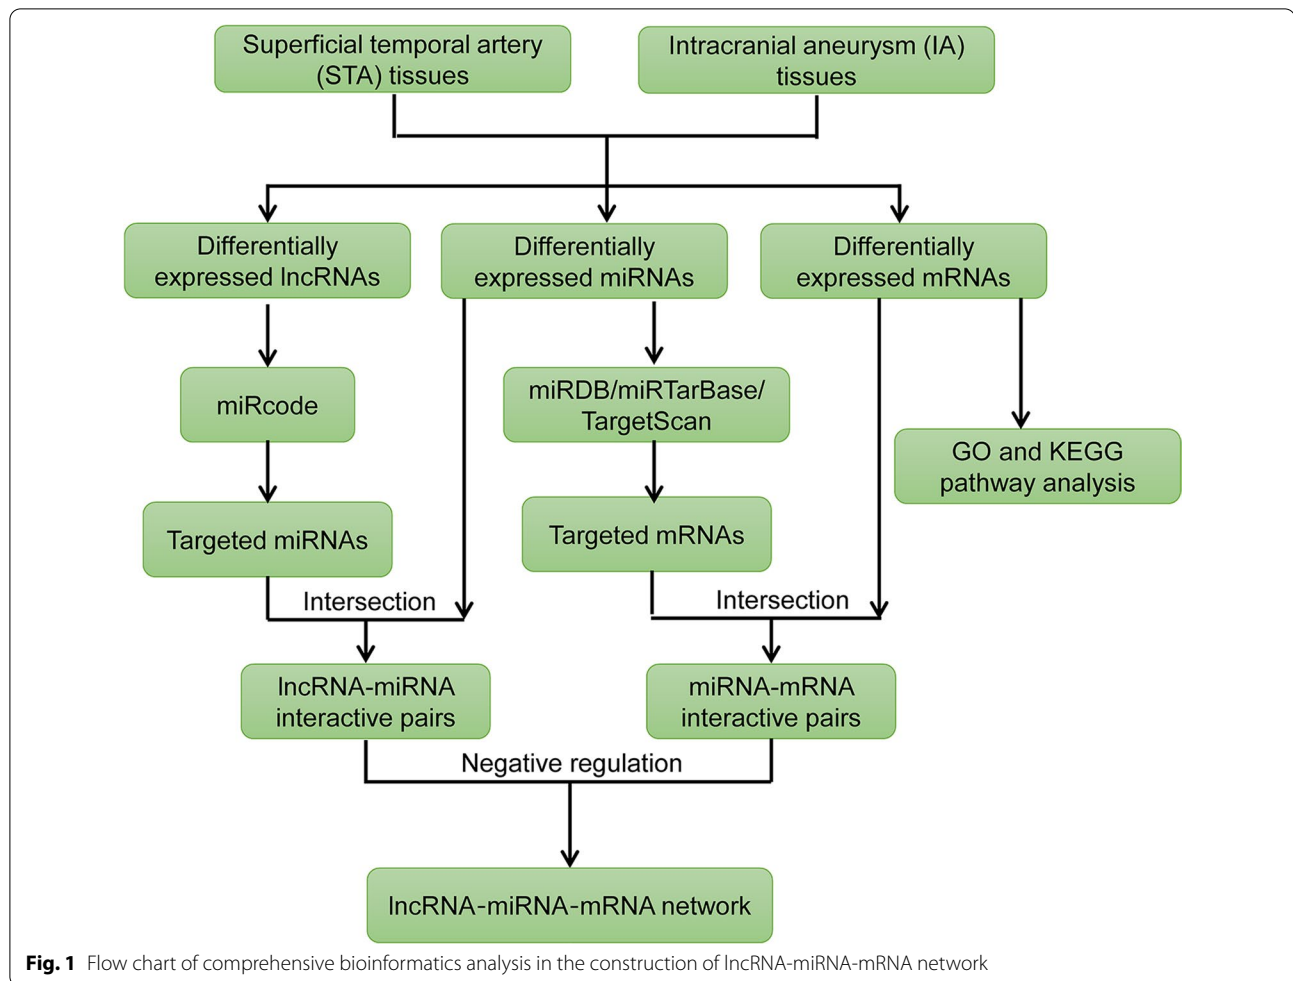 Superficial temporal artery
(STA) tissues
Intracranial aneurysm (IA)
tissues
Differentially
expressed lncRNAs
Differentially
expressed miRNAs
Differentially
expressed mRNAs
miRcode
miRDB/miRTarBase/
TargetScan
GO and KEGG
pathway analysis
Targeted miRNAs
Targeted mRNAs
Intersection
Intersection
lncRNA-miRNA
interactive pairs
miRNA-mRNA
interactive pairs
Negative regulation
lncRNA-miRNA-mRNA network
Fig. 1 Flow chart of comprehensive bioinformatics analysis in the construction of lncRNA-miRNA-mRNA network